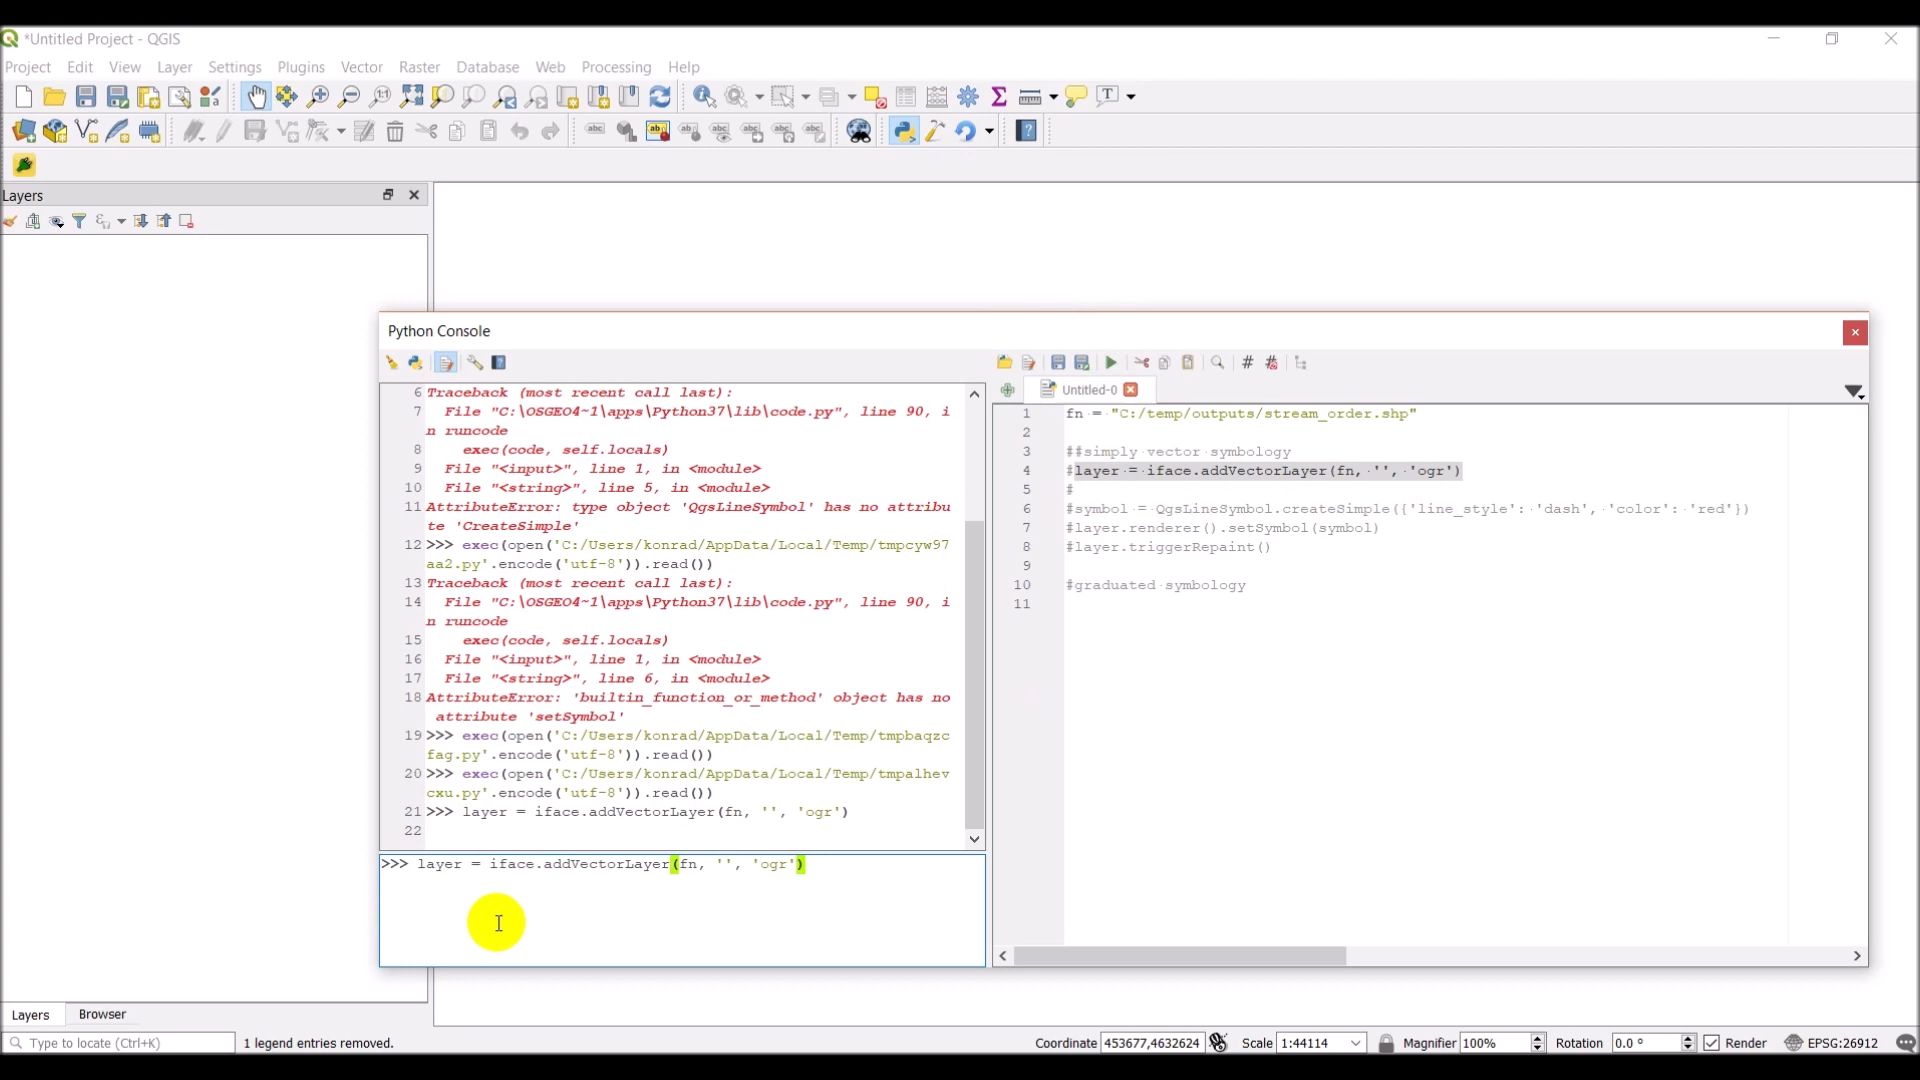 *Untitled Project - QGIS
Project Edit View Layer Settings Plugins Vector Raster Database Web Processing Help
Layers
Python Console
6 Traceback (most recent call last):
7 File "C:\OSGEO4~1\apps\Python37\lib\code.py", line 90, i
n runcode
8 exec(code, self.locals)
9 File "<input>", line 1, in <module>
10 File "<string>", line 5, in <module>
11 AttributeError: type object 'QgsLineSymbol' has no attribu
te 'CreateSimple'
12 >>> exec(open('C:/Users/konrad/AppData/Local/Temp/tmpcyw97
aa2.py'.encode('utf-8')).read())
13 Traceback (most recent call last):
14 File "C:\OSGEO4~1\apps\Python37\lib\code.py", line 90, i
n runcode
15 exec(code, self.locals)
16 File "<input>", line 1, in <module>
17 File "<string>", line 6, in <module>
18 AttributeError: 'builtin_function_or_method' object has no
attribute 'setSymbol'
19 >>> exec(open('C:/Users/konrad/AppData/Local/Temp/tmpbaqzc
fag.py'.encode('utf-8')).read())
20 >>> exec(open('C:/Users/konrad/AppData/Local/Temp/tmpalhev
cxu.py'.encode('utf-8')).read())
21 >>> layer = iface.addVectorLayer(fn, '', 'ogr')
22
>>> layer = iface.addVectorLayer(fn, '', 'ogr')
Untitled-0
1 fn = "C:/temp/outputs/stream_order.shp"
2
3 ##simply vector symbology
4 #layer = iface.addVectorLayer(fn, '', 'ogr')
5 #
6 #symbol = QgsLineSymbol.createSimple({'line_style': 'dash', 'color': 'red'})
7 #layer.renderer().setSymbol(symbol)
8 #layer.triggerRepaint()
9
10 #graduated symbology
11
Layers Browser
Type to locate (Ctrl+K) 1 legend entries removed. Coordinate 453677,4632624 Scale 1:44114 Magnifier 100% Rotation 0.0 ° Render EPSG:26912